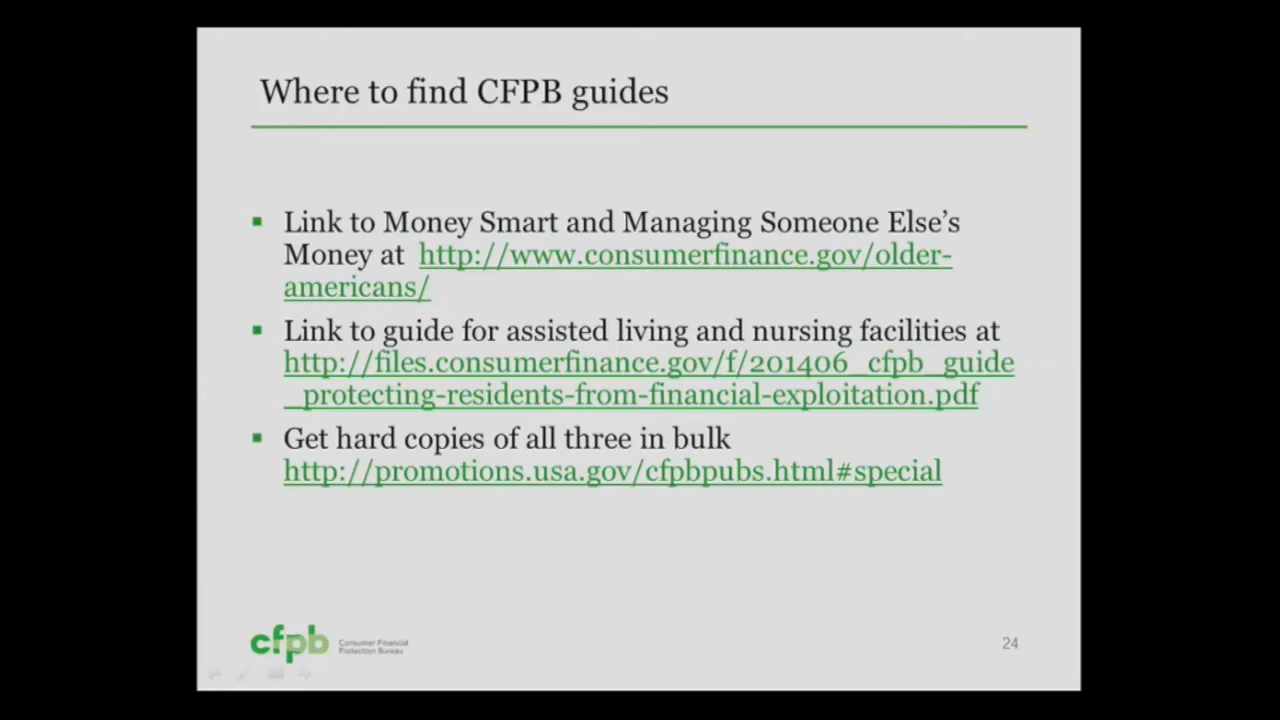 Where to find CFPB guides
▪ Link to Money Smart and Managing Someone Else’s
Money at http://www.consumerfinance.gov/older-
americans/
▪ Link to guide for assisted living and nursing facilities at
http://files.consumerfinance.gov/f/201406_cfpb_guide
_protecting-residents-from-financial-exploitation.pdf
▪ Get hard copies of all three in bulk
http://promotions.usa.gov/cfpbpubs.html#special
cfpb
Consumer Financial
Protection Bureau
24